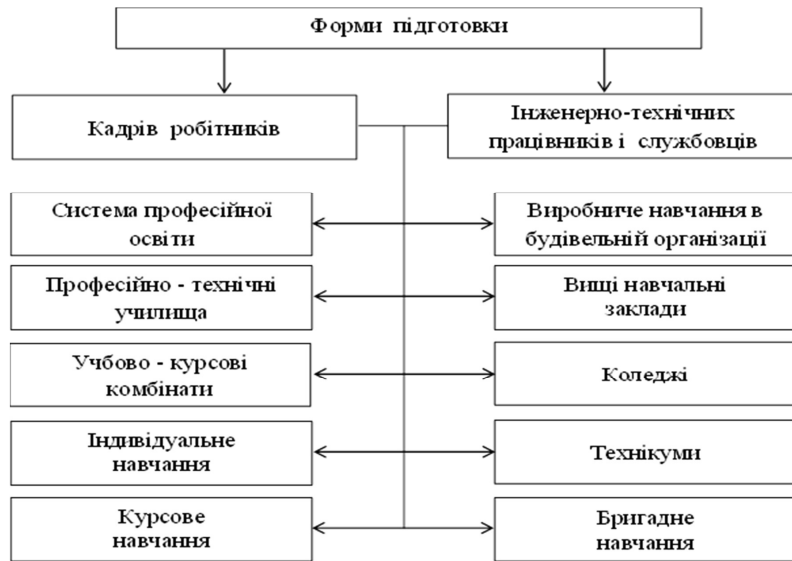 Форми підготовки
Кадрів робітників
Інженерно-технічних
працівників і службовців
Система професійної
освіти
Виробниче навчання в
будівельній організації
Професійно - технічні
училища
Вищі навчальні
заклади
Учбово - курсові
комбінати
Коледжі
Індивідуальне
навчання
Технікуми
Курсове
навчання
Бригадне
навчання